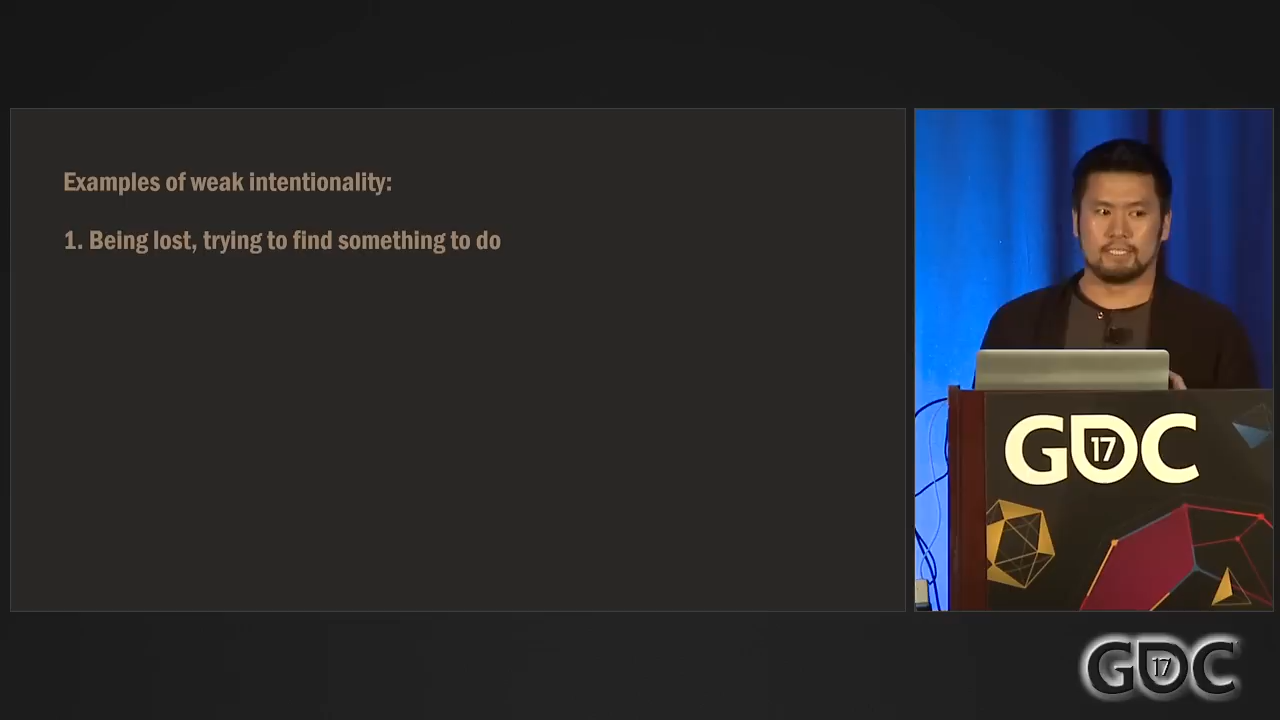 Examples of weak intentionality:
1. Being lost, trying to find something to do
GDC
17
GDC
17